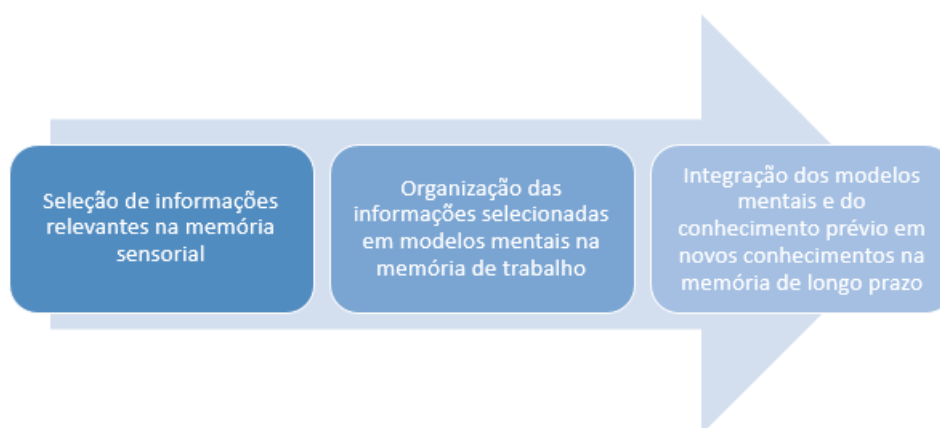 Seleção de informações
relevantes na memória
sensorial
Organização das
informações selecionadas
em modelos mentais na
memória de trabalho
Integração dos modelos
mentais e do
conhecimento prévio em
novos conhecimentos na
memória de longo prazo